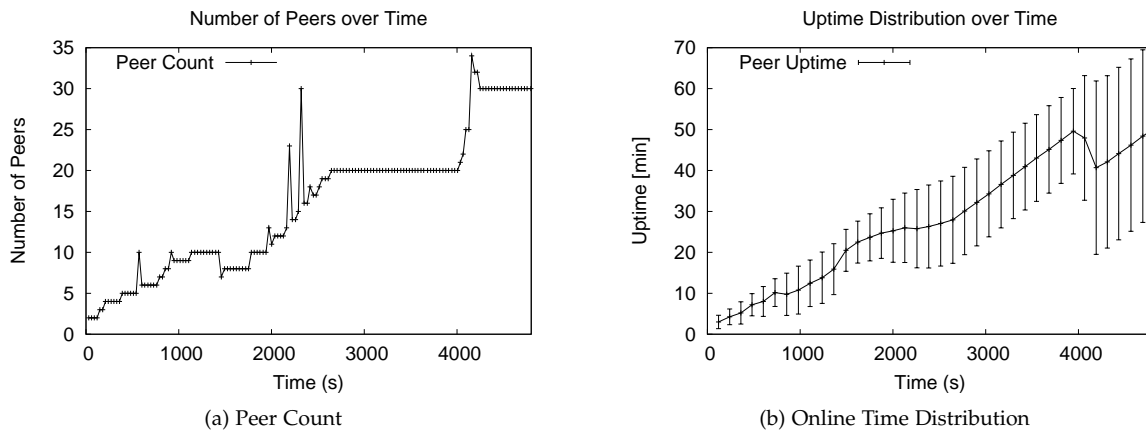 Number of Peers over Time
35
30
25
20
15
10
5
0
Number of Peers
Peer Count
0 1000 2000 3000 4000
Time (s)
(a) Peer Count
Uptime Distribution over Time
70
60
50
40
30
20
10
0
Uptime [min]
Peer Uptime
0 1000 2000 3000 4000
Time (s)
(b) Online Time Distribution